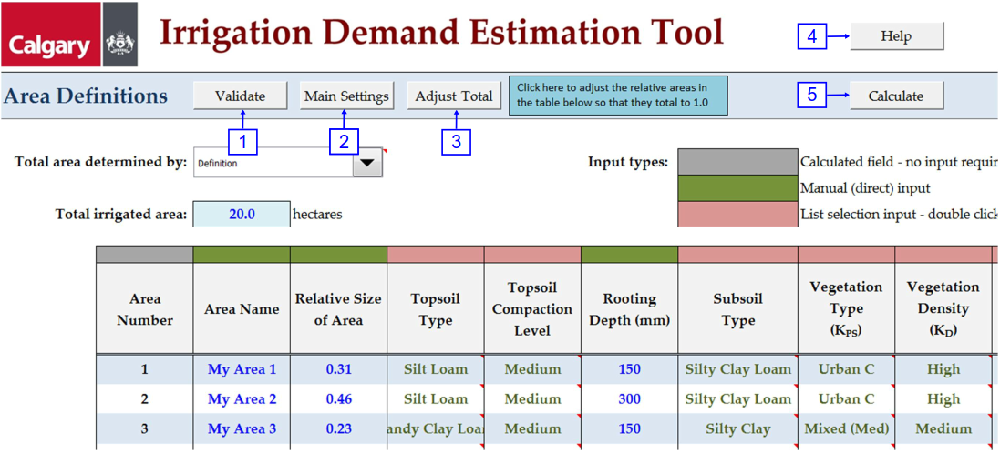 Calgary
Irrigation Demand Estimation Tool
4
Help
Area Definitions
Validate
Main Settings
Adjust Total
Click here to adjust the relative areas in
the table below so that they total to 1.0
5
Calculate
1
2
3
Total area determined by:
Definition
Input types:
Calculated field - no input requir
Manual (direct) input
List selection input - double click
Total irrigated area:
20.0
hectares
Area
Number
Area Name
Relative Size
of Area
Topsoil
Type
Topsoil
Compaction
Level
Rooting
Depth (mm)
Subsoil
Type
Vegetation
Type
(KPS)
Vegetation
Density
(KD)
1 My Area 1 0.31 Silt Loam Medium 150 Silty Clay Loam Urban C High
2 My Area 2 0.46 Silt Loam Medium 300 Silty Clay Loam Urban C High
3 My Area 3 0.23 andy Clay Loa Medium 150 Silty Clay Mixed (Med) Medium